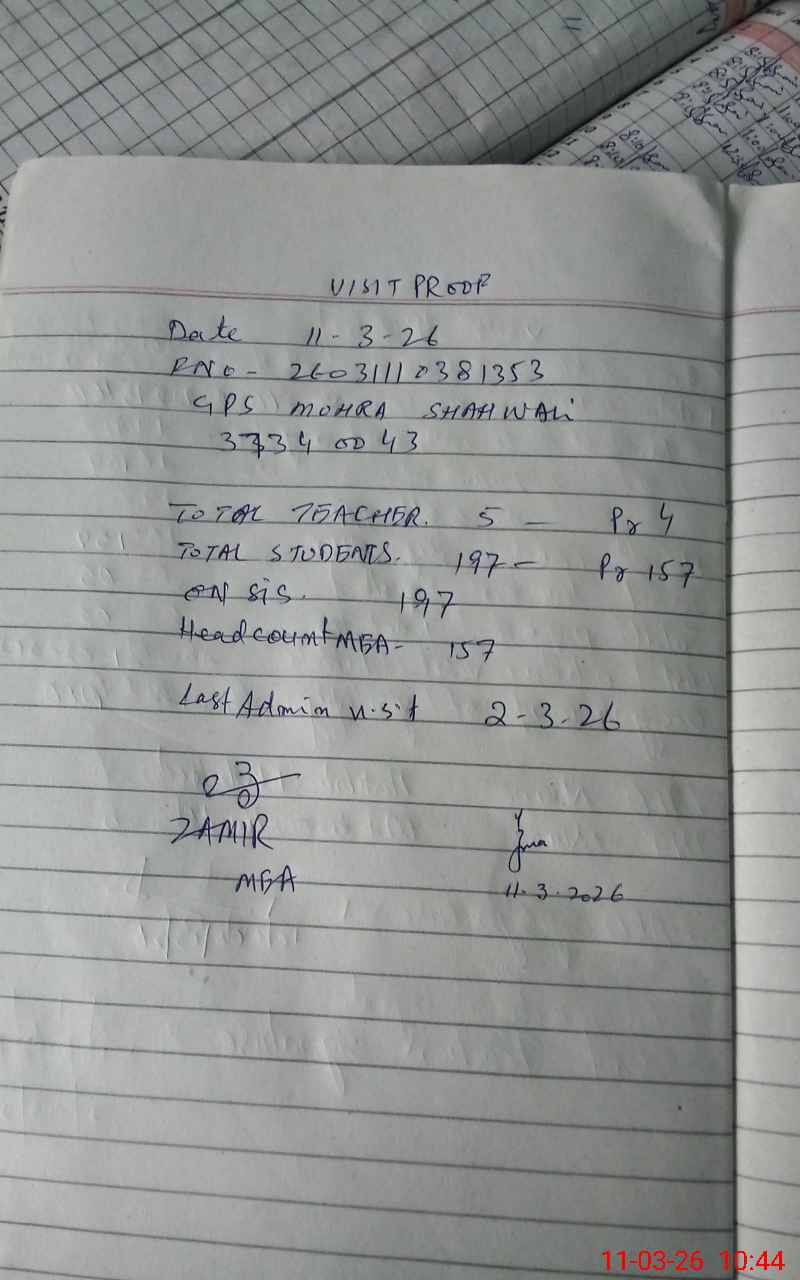 VISIT PROOF
Date 11-3-26
RNO - 26031110381353
GPS MOHRA SHAHWALI
37340043
TOTAL TEACHER. 5 - Pr 4
TOTAL STUDENTS. 197 - Pr 157
ON SIS. 197
Headcount MEA - 157
Last Admin visit 2-3-26
ZAMIR
MEA
11.3.2026
11-03-26 10:44